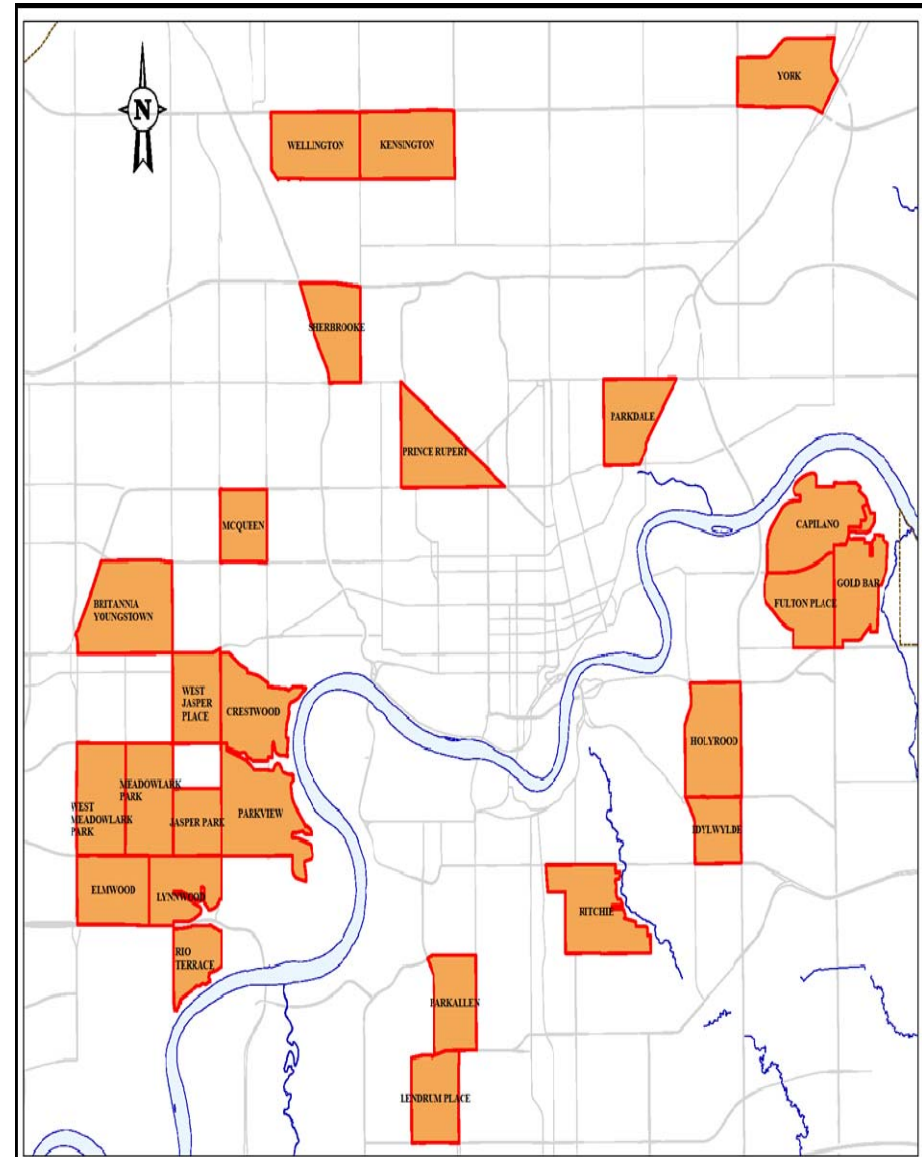 YORK
N
WELLINGTON
KENSINGTON
SHERBROOKE
PARKDALE
PRINCE RUPERT
MCQUEEN
CAPILANO
GOLD BAR
FULTON PLACE
BRITANNIA
YOUNGSTOWN
WEST
JASPER
PLACE
CRESTWOOD
HOLYROOD
MEADOWLARK
PARK
WEST
MEADOWLARK
PARK
JASPER PARK
PARKVIEW
IDYLWYLDE
ELMWOOD
LYNNWOOD
RITCHIE
RIO
TERRACE
PARKALLEN
LENDRUM PLACE